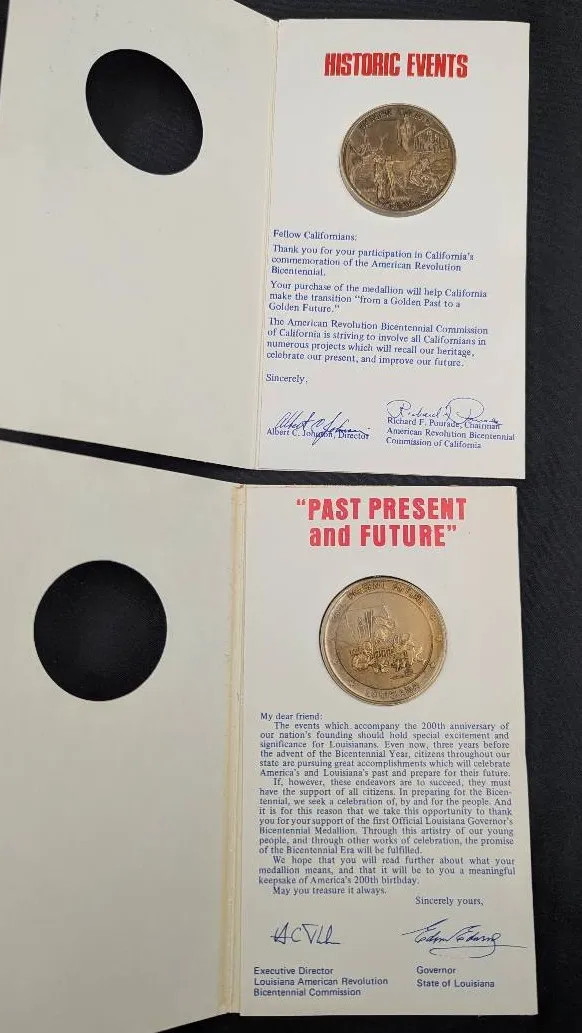 HISTORIC EVENTS
Fellow Californians:
Thank you for your participation in California's
commemoration of the American Revolution
Bicentennial.
Your purchase of the medallion will help California
make the transition "from a Golden Past to a
Golden Future."
The American Revolution Bicentennial Commission
of California is striving to involve all Californians in
numerous projects which will recall our heritage,
celebrate our present, and improve our future.
Sincerely,
Albert C. Johnson, Director
Richard F. Pourade, Chairman
American Revolution Bicentennial
Commission of California
"PAST PRESENT
and FUTURE"
PRESENT FUTURE
LOUISIANA
My dear friend:
The events which accompany the 200th anniversary of
our nation's founding should hold special excitement and
significance for Louisianans. Even now, three years before
the advent of the Bicentennial Year, citizens throughout our
state are pursuing great accomplishments which will celebrate
America's and Louisiana's past and prepare for their future.
If, however, these endeavors are to succeed, they must
have the support of all citizens. In preparing for the Bicen-
tennial, we seek a celebration of, by and for the people. And
it is for this reason that we take this opportunity to thank
you for your support of the first Official Louisiana Governor's
Bicentennial Medallion. Through this artistry of our young
people, and through other works of celebration, the promise
of the Bicentennial Era will be fulfilled.
We hope that you will read further about what your
medallion means, and that it will be to you a meaningful
keepsake of America's 200th birthday.
May you treasure it always.
Sincerely yours,
Executive Director
Louisiana American Revolution
Bicentennial Commission
Governor
State of Louisiana